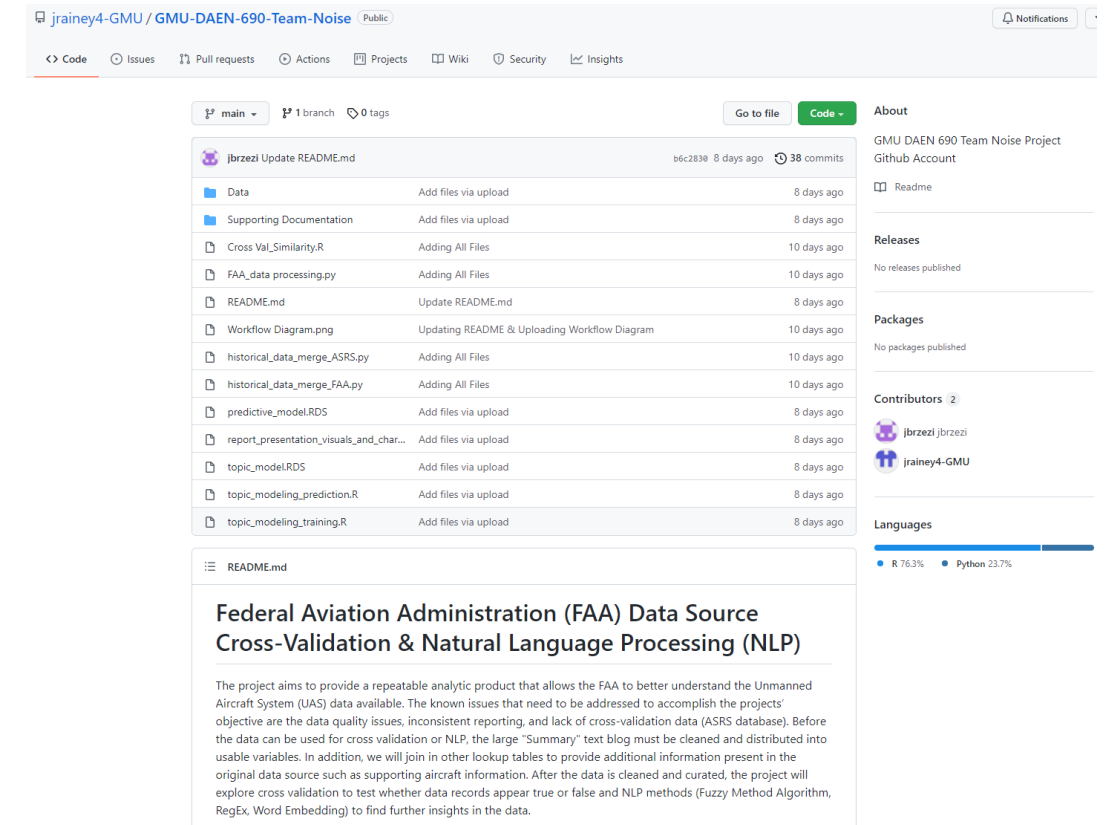 jrainey4-GMU / GMU-DAEN-690-Team-Noise Public
Notifications
Code Issues Pull requests Actions Projects Wiki Security Insights
main 1 branch 0 tags Go to file Code
jbrzezi Update README.md b6c2830 8 days ago 38 commits
Data Add files via upload 8 days ago
Supporting Documentation Add files via upload 8 days ago
Cross Val_Similarity.R Adding All Files 10 days ago
FAA_data processing.py Adding All Files 10 days ago
README.md Update README.md 8 days ago
Workflow Diagram.png Updating README & Uploading Workflow Diagram 10 days ago
historical_data_merge_ASRS.py Adding All Files 10 days ago
historical_data_merge_FAA.py Adding All Files 10 days ago
predictive_model.RDS Add files via upload 8 days ago
report_presentation_visuals_and_char... Add files via upload 8 days ago
topic_model.RDS Add files via upload 8 days ago
topic_modeling_prediction.R Add files via upload 8 days ago
topic_modeling_training.R Add files via upload 8 days ago
README.md
Federal Aviation Administration (FAA) Data Source
Cross-Validation & Natural Language Processing (NLP)
The project aims to provide a repeatable analytic product that allows the FAA to better understand the Unmanned
Aircraft System (UAS) data available. The known issues that need to be addressed to accomplish the projects'
objective are the data quality issues, inconsistent reporting, and lack of cross-validation data (ASRS database). Before
the data can be used for cross validation or NLP, the large "Summary" text blog must be cleaned and distributed into
usable variables. In addition, we will join in other lookup tables to provide additional information present in the
original data source such as supporting aircraft information. After the data is cleaned and curated, the project will
explore cross validation to test whether data records appear true or false and NLP methods (Fuzzy Method Algorithm,
RegEx, Word Embedding) to find further insights in the data.
About
GMU DAEN 690 Team Noise Project
Github Account
Readme
Releases
No releases published
Packages
No packages published
Contributors 2
jbrzezi jbrzezi
jrainey4-GMU
Languages
R 76.3% Python 23.7%